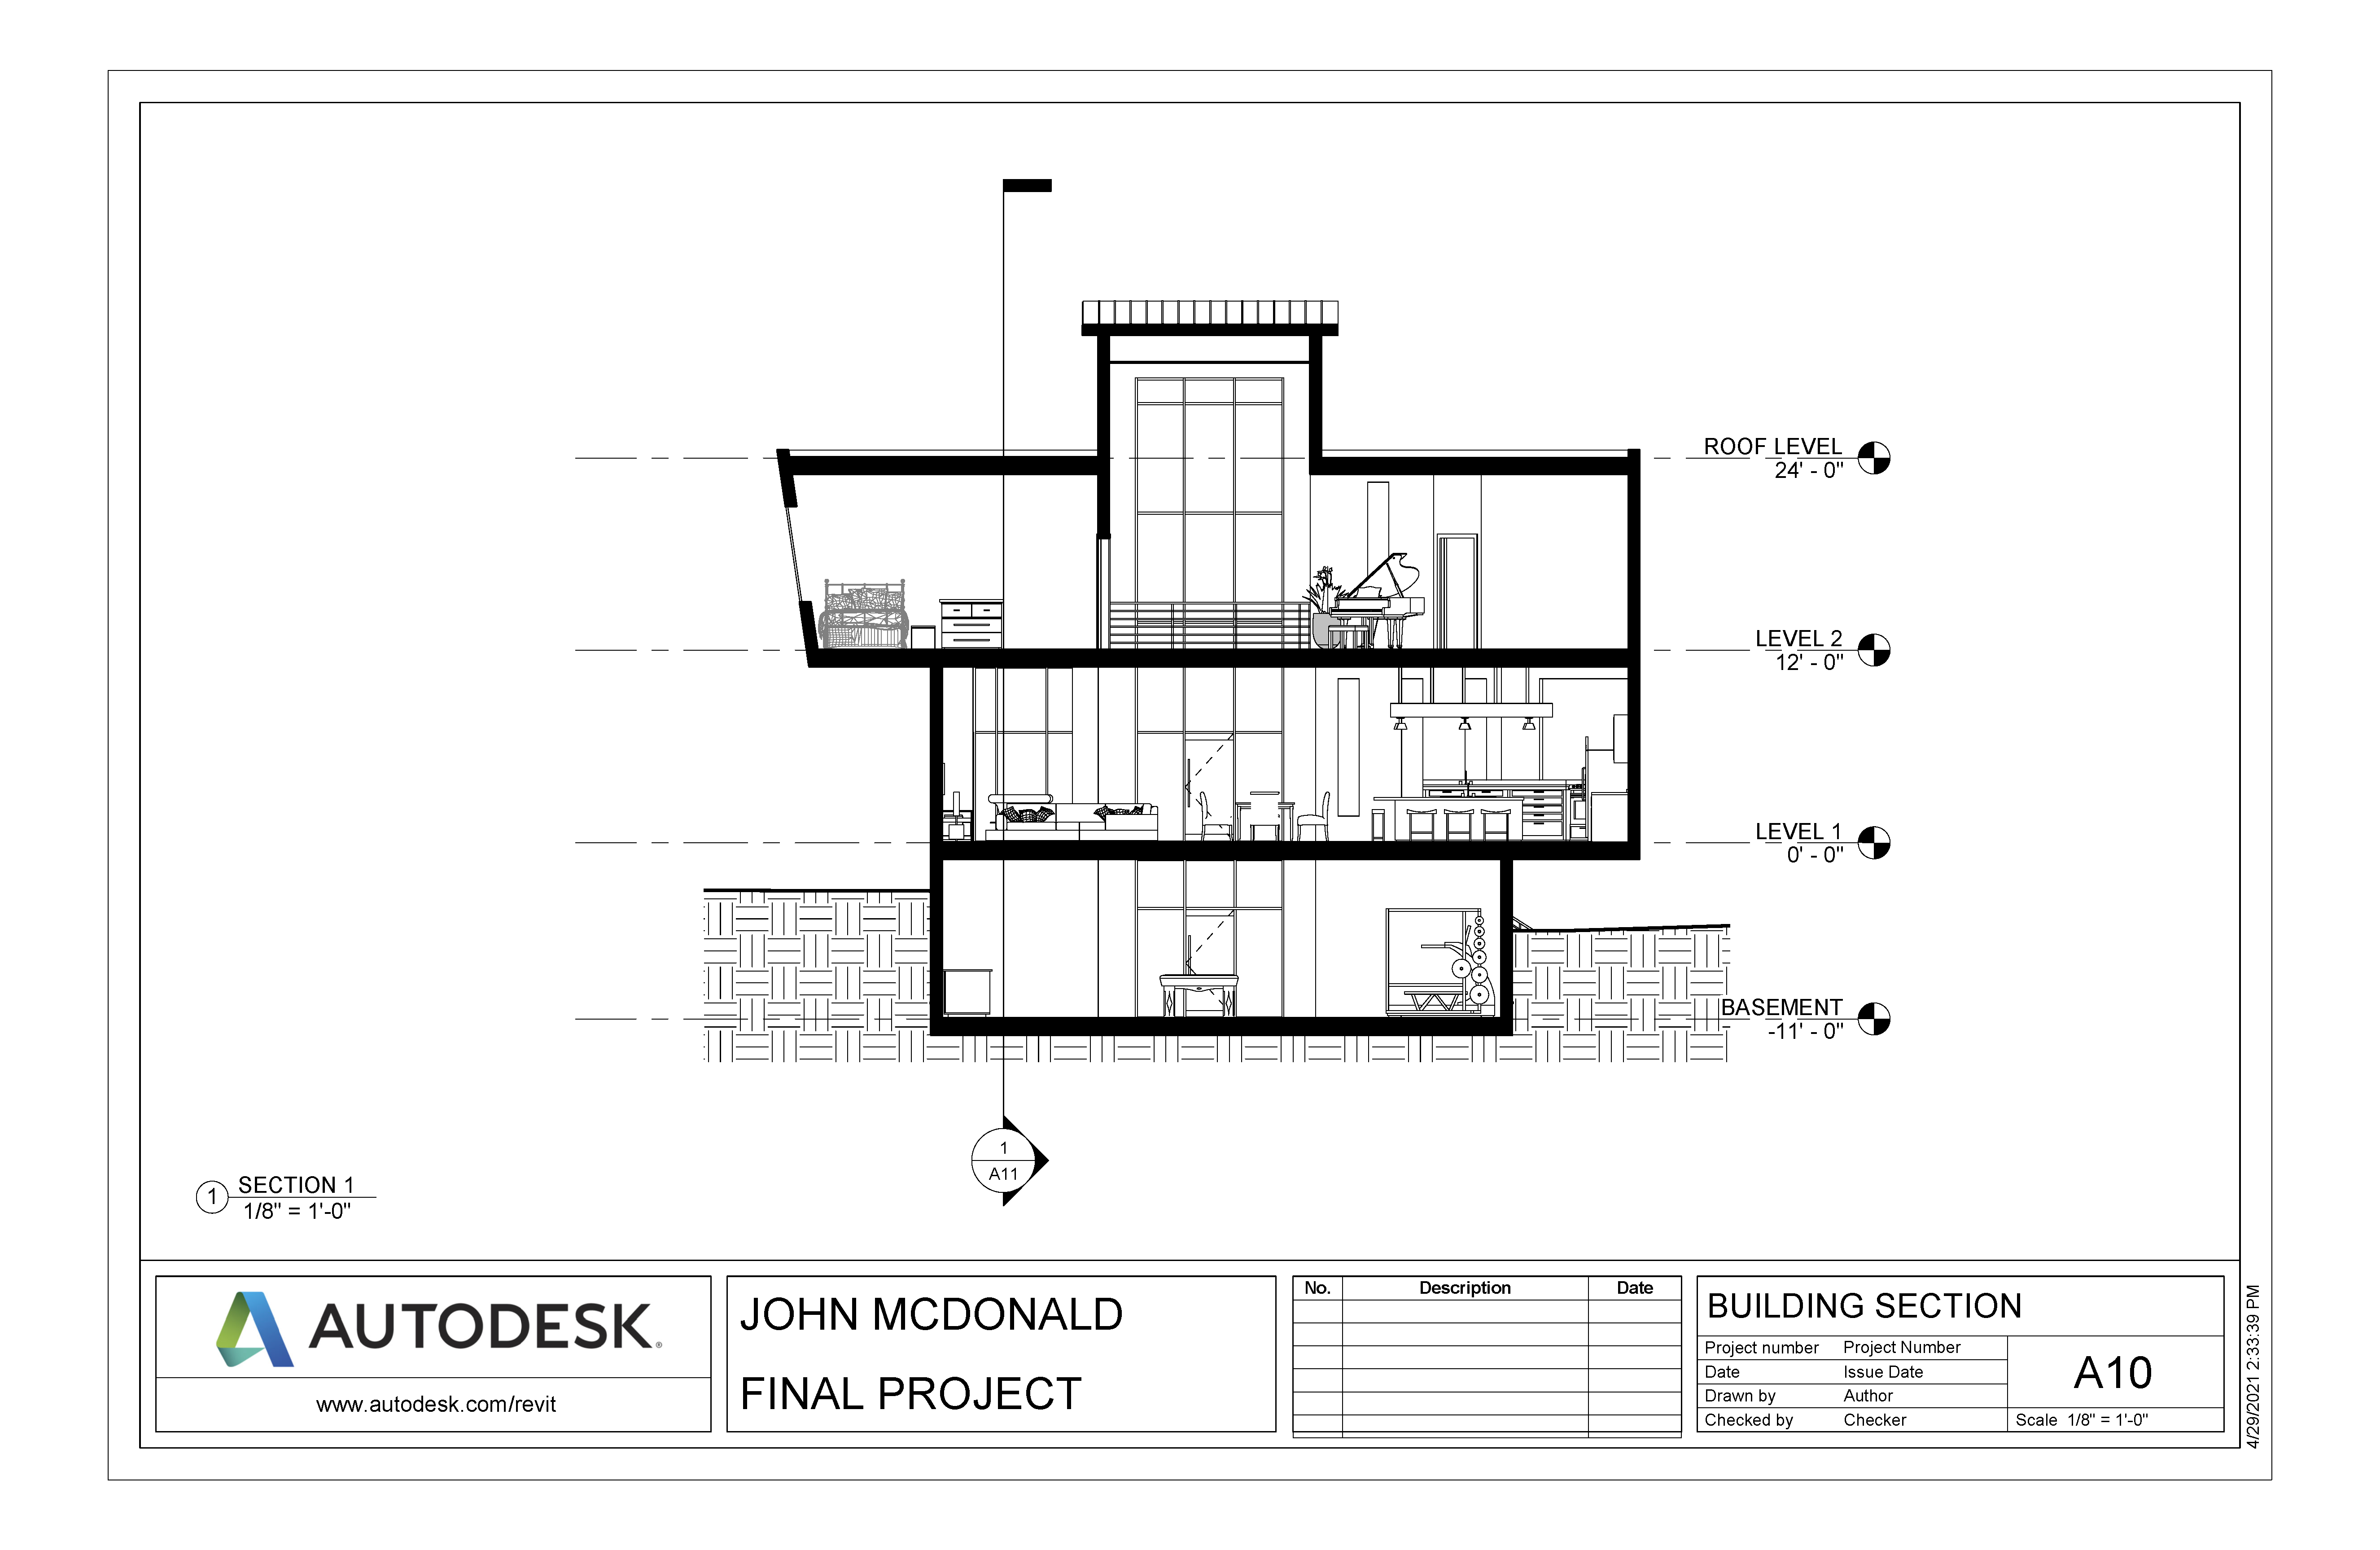 ROOF LEVEL
24' - 0"
LEVEL 2
12' - 0"
LEVEL 1
0' - 0"
BASEMENT
-11' - 0"
1
A11
1 SECTION 1
1/8" = 1'-0"
AUTODESK®
www.autodesk.com/revit
JOHN MCDONALD
FINAL PROJECT
No. Description Date
BUILDING SECTION
Project number Project Number
Date Issue Date
Drawn by Author
Checked by Checker
A10
Scale 1/8" = 1'-0"
4/29/2021 2:33:39 PM